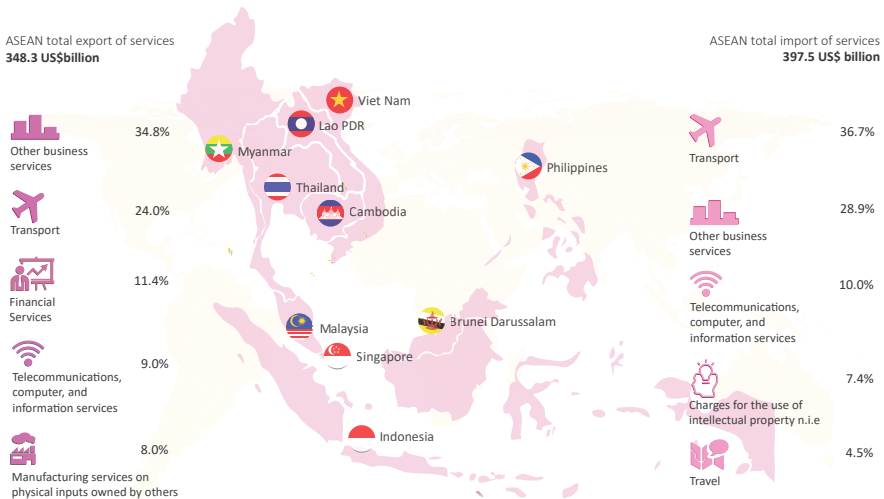 ASEAN total export of services
348.3 US$billion
34.8%
Other business
services
24.0%
Transport
11.4%
Financial
Services
9.0%
Telecommunications,
computer, and
information services
8.0%
Manufacturing services on
physical inputs owned by others
Viet Nam
Lao PDR
Myanmar
Thailand
Cambodia
Philippines
Malaysia
Brunei Darussalam
Singapore
Indonesia
ASEAN total import of services
397.5 US$ billion
36.7%
Transport
28.9%
Other business
services
10.0%
Telecommunications,
computer, and
information services
7.4%
Charges for the use of
intellectual property n.i.e
4.5%
Travel